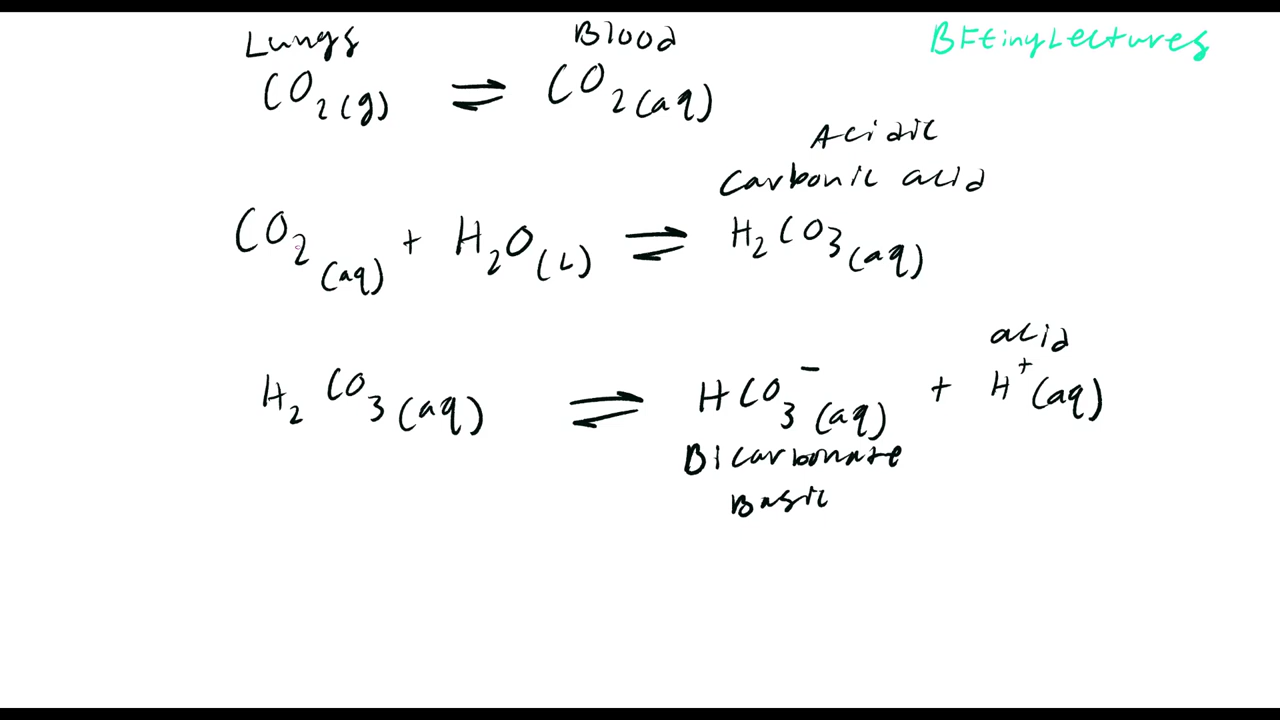 Lungs Blood BFtinyLectures
CO₂(g) ⇌ CO₂(aq)
Acidic
Carbonic acid
CO₂(aq) + H₂O(L) ⇌ H₂CO₃(aq)
acid
H₂CO₃(aq) ⇌ HCO₃⁻(aq) + H⁺(aq)
Bicarbonate
Basic